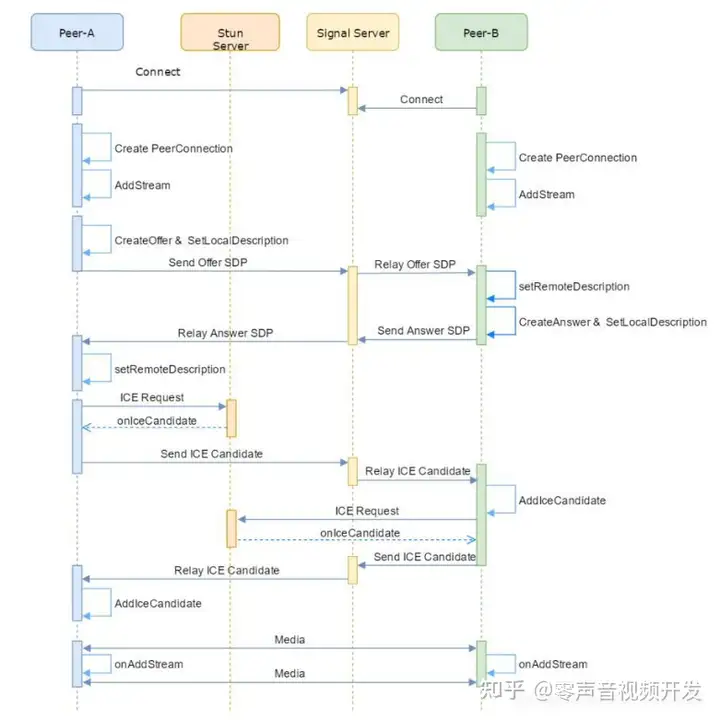 Peer-A
Stun
Server
Signal Server
Peer-B
Connect
Connect
Create PeerConnection
Create PeerConnection
AddStream
AddStream
CreateOffer & SetLocalDescription
Send Offer SDP
Relay Offer SDP
setRemoteDescription
CreateAnswer & SetLocalDescription
Relay Answer SDP
Send Answer SDP
setRemoteDescription
ICE Request
onIceCandidate
Send ICE Candidate
Relay ICE Candidate
AddIceCandidate
ICE Request
onIceCandidate
Send ICE Candidate
Relay ICE Candidate
AddIceCandidate
Media
onAddStream
onAddStream
Media
知乎 @零声音视频开发